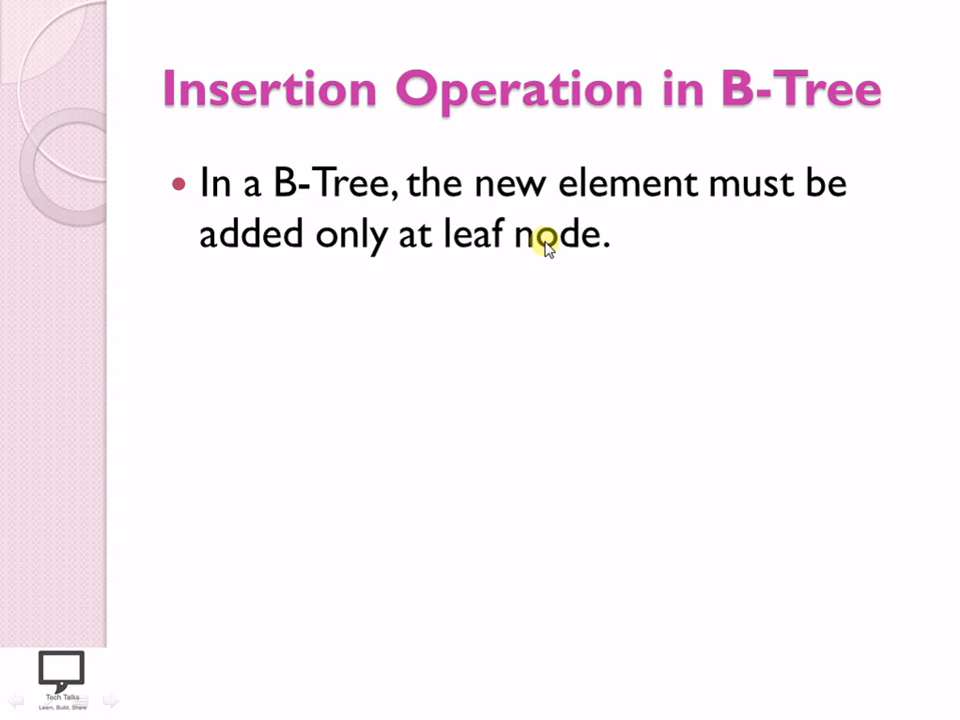 Insertion Operation in B-Tree
• In a B-Tree, the new element must be
added only at leaf node.
Tech Talks
Learn, Build, Share